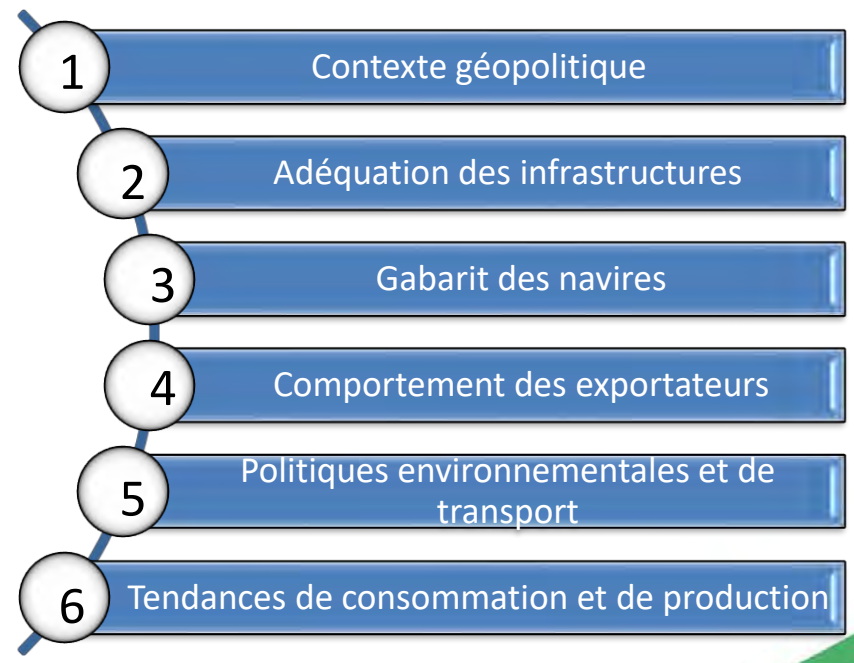 1
Contexte géopolitique
2
Adéquation des infrastructures
3
Gabarit des navires
4
Comportement des exportateurs
5
Politiques environnementales et de
transport
6
Tendances de consommation et de production